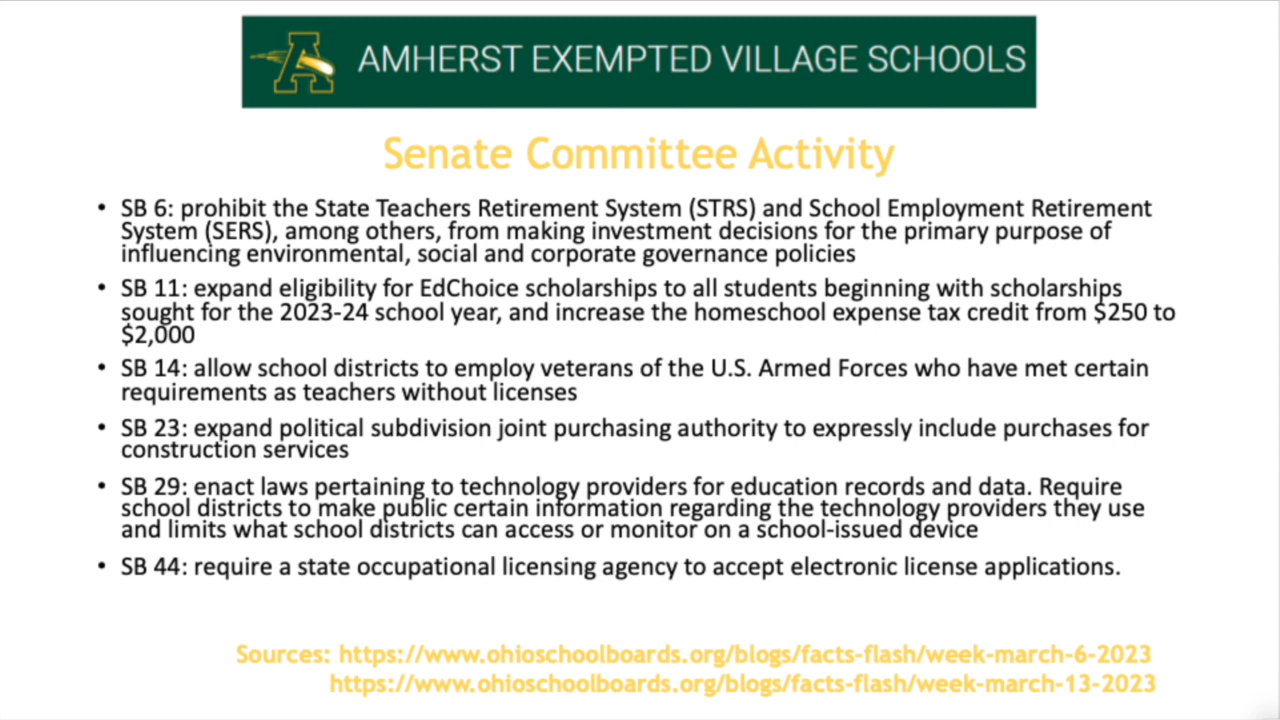 A
AMHERST EXEMPTED VILLAGE SCHOOLS
Senate Committee Activity
• SB 6: prohibit the State Teachers Retirement System (STRS) and School Employment Retirement
System (SERS), among others, from making investment decisions for the primary purpose of
influencing environmental, social and corporate governance policies
• SB 11: expand eligibility for EdChoice scholarships to all students beginning with scholarships
sought for the 2023-24 school year, and increase the homeschool expense tax credit from $250 to
$2,000
• SB 14: allow school districts to employ veterans of the U.S. Armed Forces who have met certain
requirements as teachers without licenses
• SB 23: expand political subdivision joint purchasing authority to expressly include purchases for
construction services
• SB 29: enact laws pertaining to technology providers for education records and data. Require
school districts to make public certain information regarding the technology providers they use
and limits what school districts can access or monitor on a school-issued device
• SB 44: require a state occupational licensing agency to accept electronic license applications.
Sources: https://www.ohioschoolboards.org/blogs/facts-flash/week-march-6-2023
https://www.ohioschoolboards.org/blogs/facts-flash/week-march-13-2023